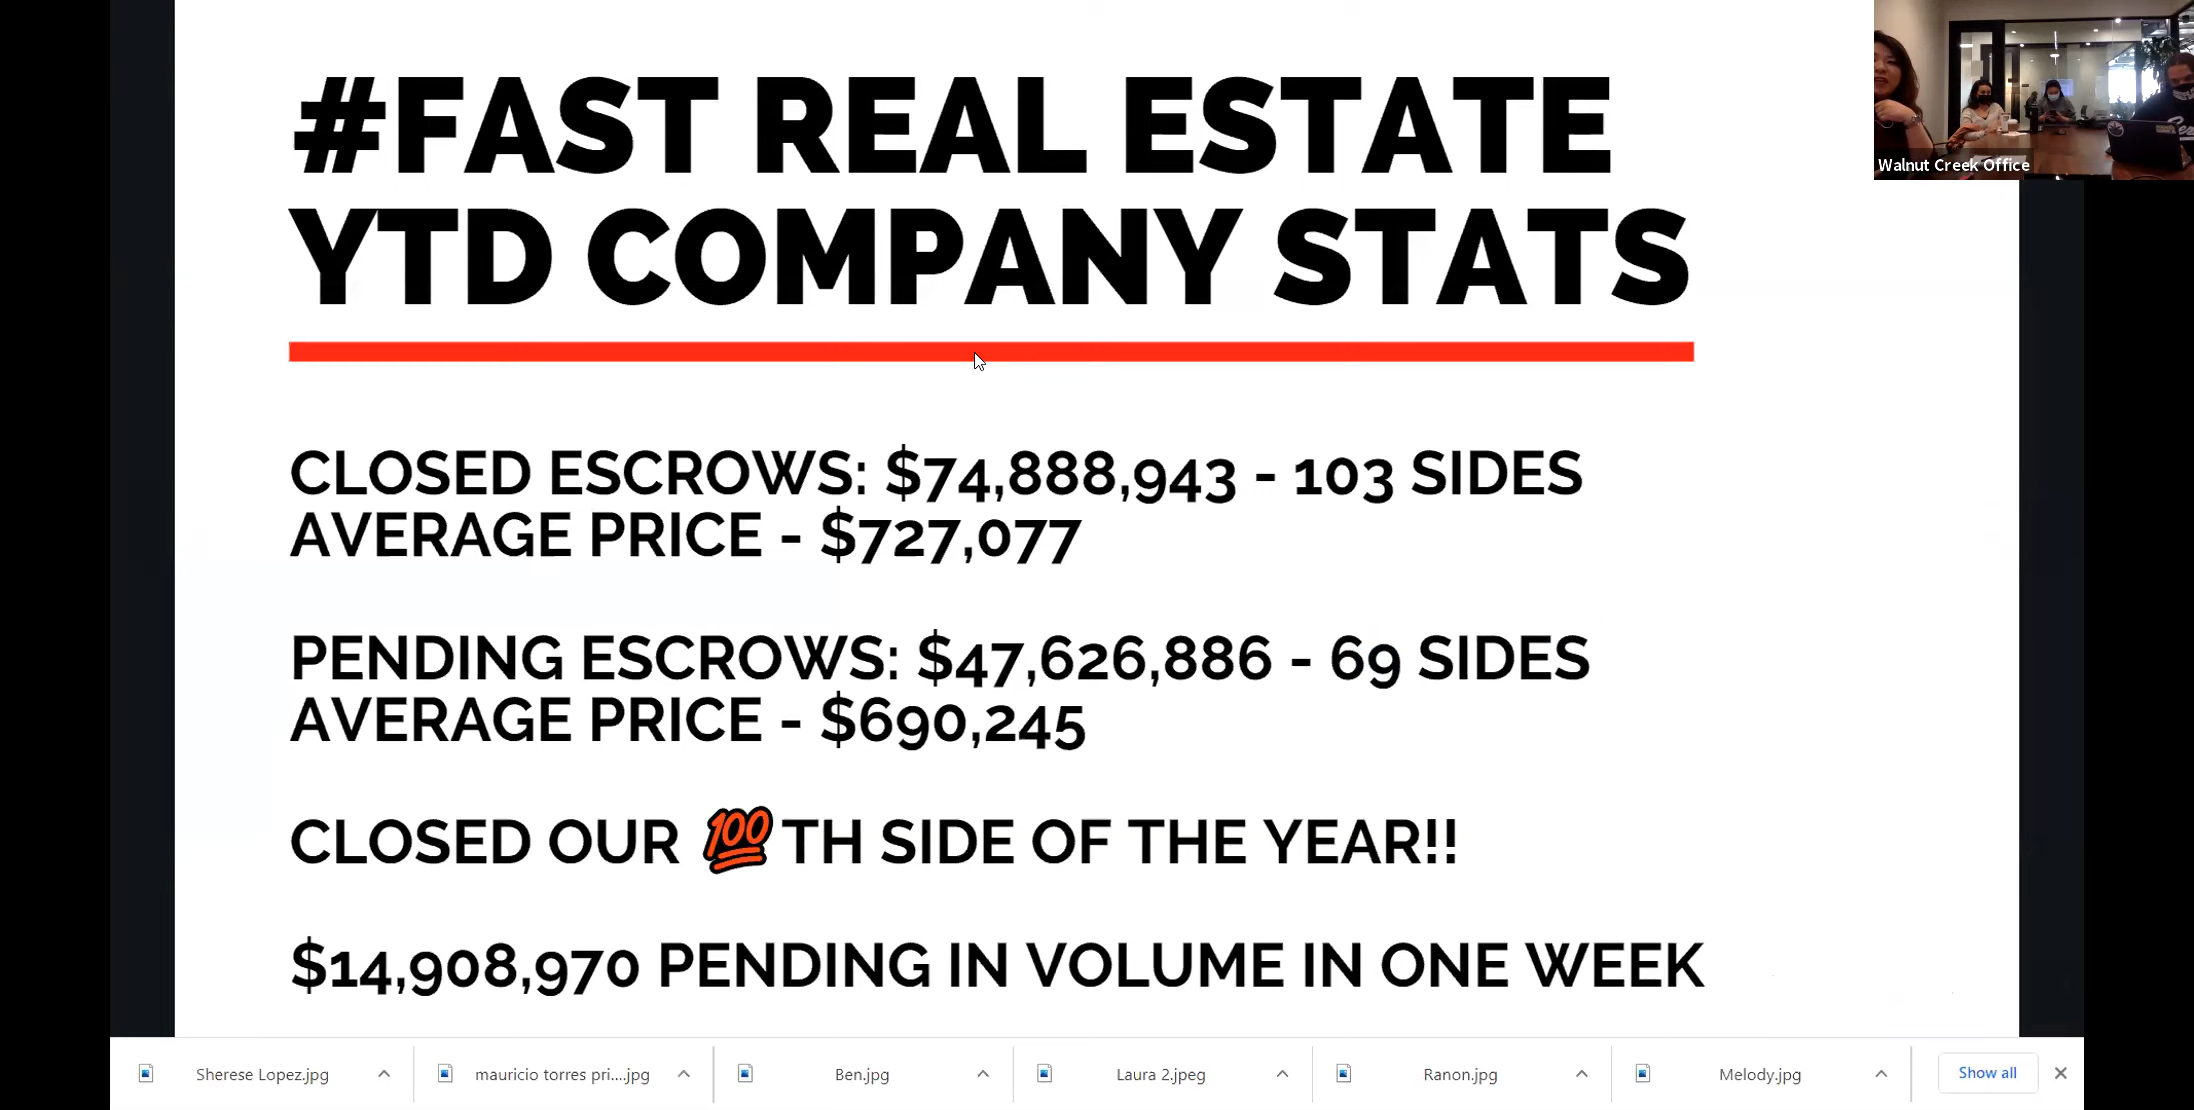 #FAST REAL ESTATE
YTD COMPANY STATS
Walnut Creek Office
CLOSED ESCROWS: $74,888,943 - 103 SIDES
AVERAGE PRICE - $727,077
PENDING ESCROWS: $47,626,886 - 69 SIDES
AVERAGE PRICE - $690,245
CLOSED OUR 💯TH SIDE OF THE YEAR!!
$14,908,970 PENDING IN VOLUME IN ONE WEEK
Sherese Lopez.jpg
mauricio torres pri....jpg
Ben.jpg
Laura 2.jpeg
Ranon.jpg
Melody.jpg
Show all